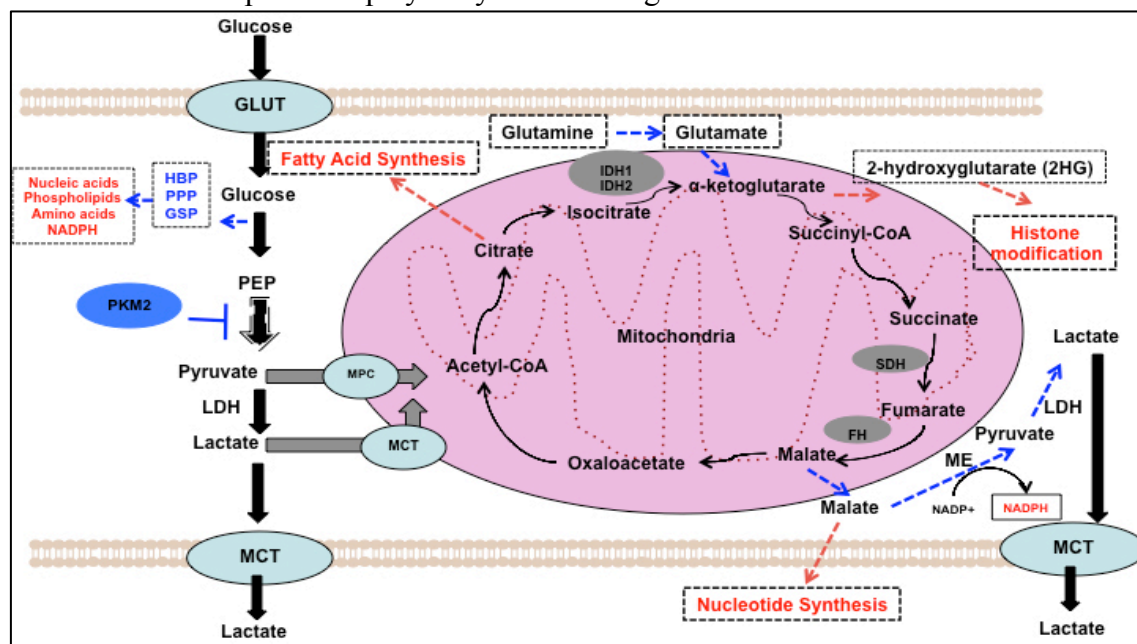 Glucose
GLUT
Glutamine
Glutamate
Fatty Acid Synthesis
IDH1
IDH2
2-hydroxyglutarate (2HG)
Nucleic acids
Phospholipids
Amino acids
NADPH
HBP
PPP
GSP
Glucose
α-ketoglutarate
Isocitrate
Histone
modification
Succinyl-CoA
Citrate
PEP
PKM2
Succinate
Mitochondria
Lactate
Acetyl-CoA
SDH
Pyruvate
MPC
LDH
Fumarate
LDH
FH
Pyruvate
Lactate
MCT
Oxaloacetate
Malate
ME
Malate
NADP+
NADPH
MCT
MCT
Nucleotide Synthesis
Lactate
Lactate